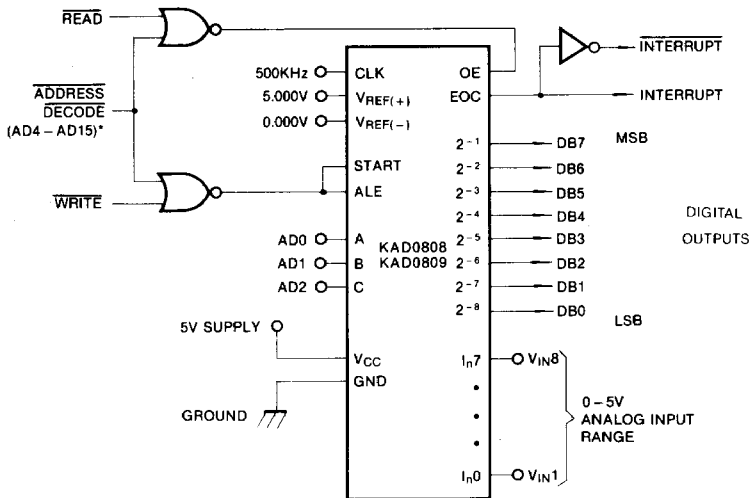 READ
ADDRESS
DECODE
(AD4 – AD15)*
WRITE
500KHz
5.000V
0.000V
CLK
VREF(+)
VREF(−)
START
ALE
AD0
AD1
AD2
A
B
C
KAD0808
KAD0809
5V SUPPLY
VCC
GND
GROUND
OE
EOC
INTERRUPT
INTERRUPT
2⁻¹ DB7 MSB
2⁻² DB6
2⁻³ DB5
2⁻⁴ DB4
2⁻⁵ DB3
2⁻⁶ DB2
2⁻⁷ DB1
2⁻⁸ DB0 LSB
DIGITAL
OUTPUTS
In7 VIN8
In0 VIN1
0 – 5V
ANALOG INPUT
RANGE